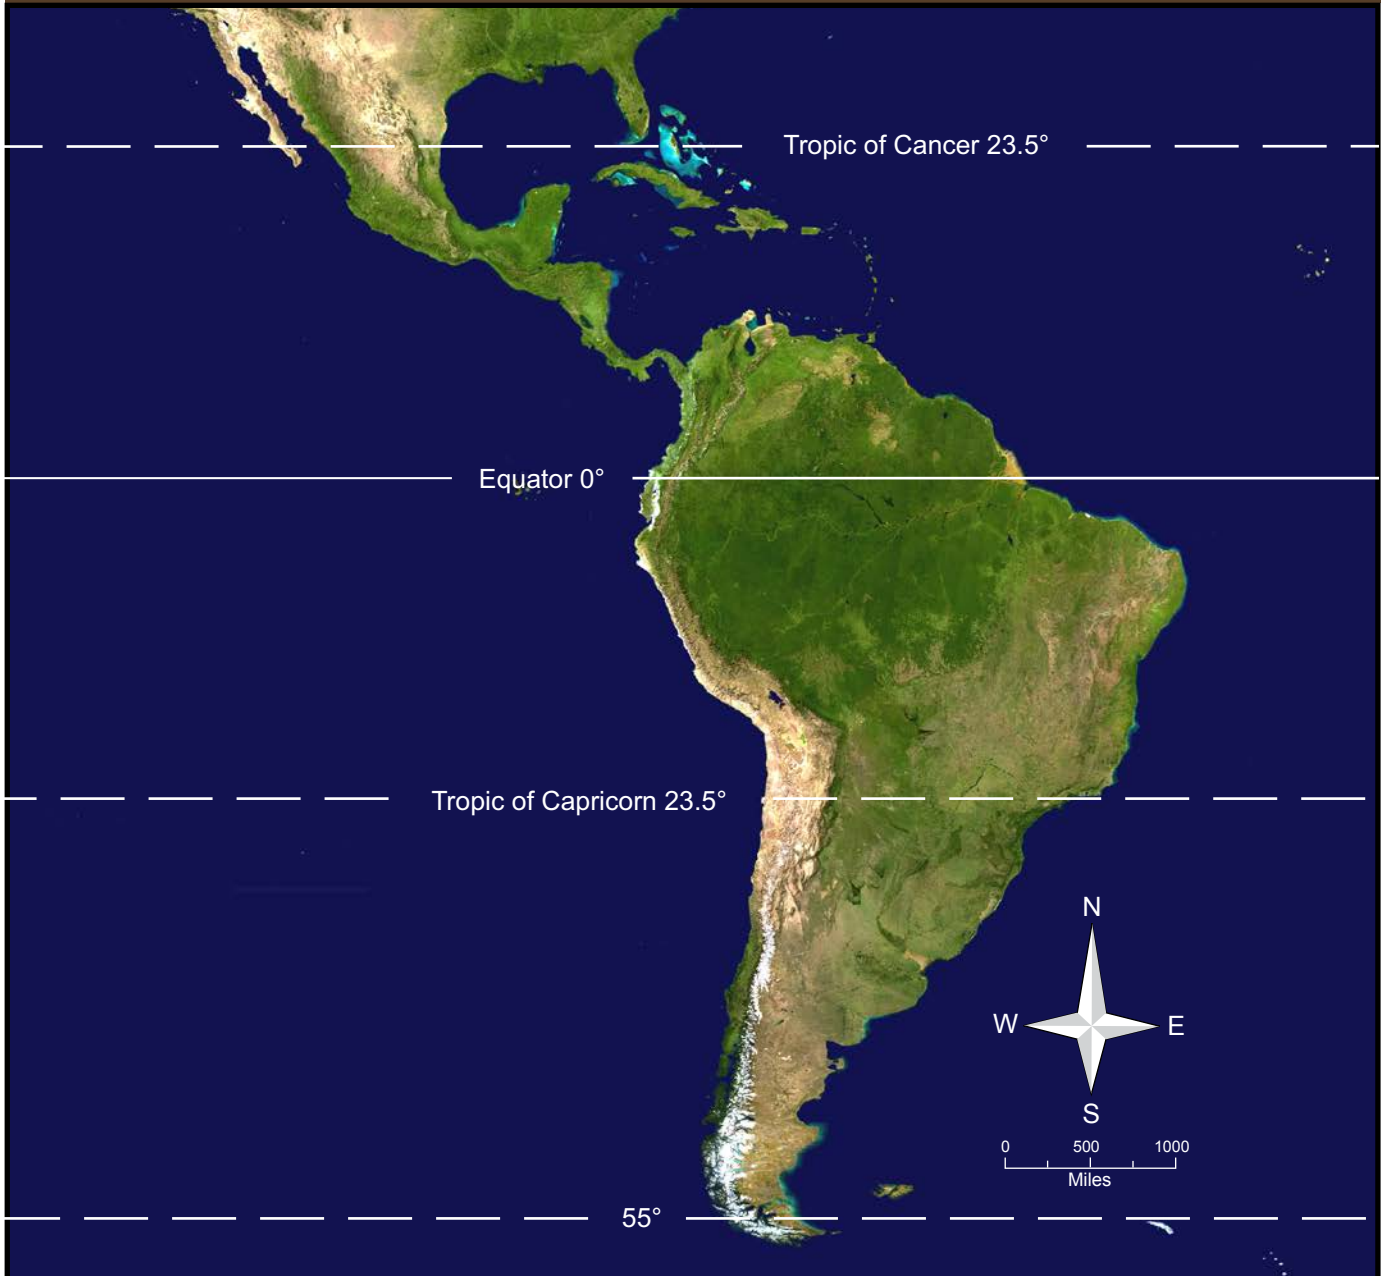 Tropic of Cancer 23.5°
Equator 0°
Tropic of Capricorn 23.5°
N
W
E
S
0 500 1000
Miles
55°